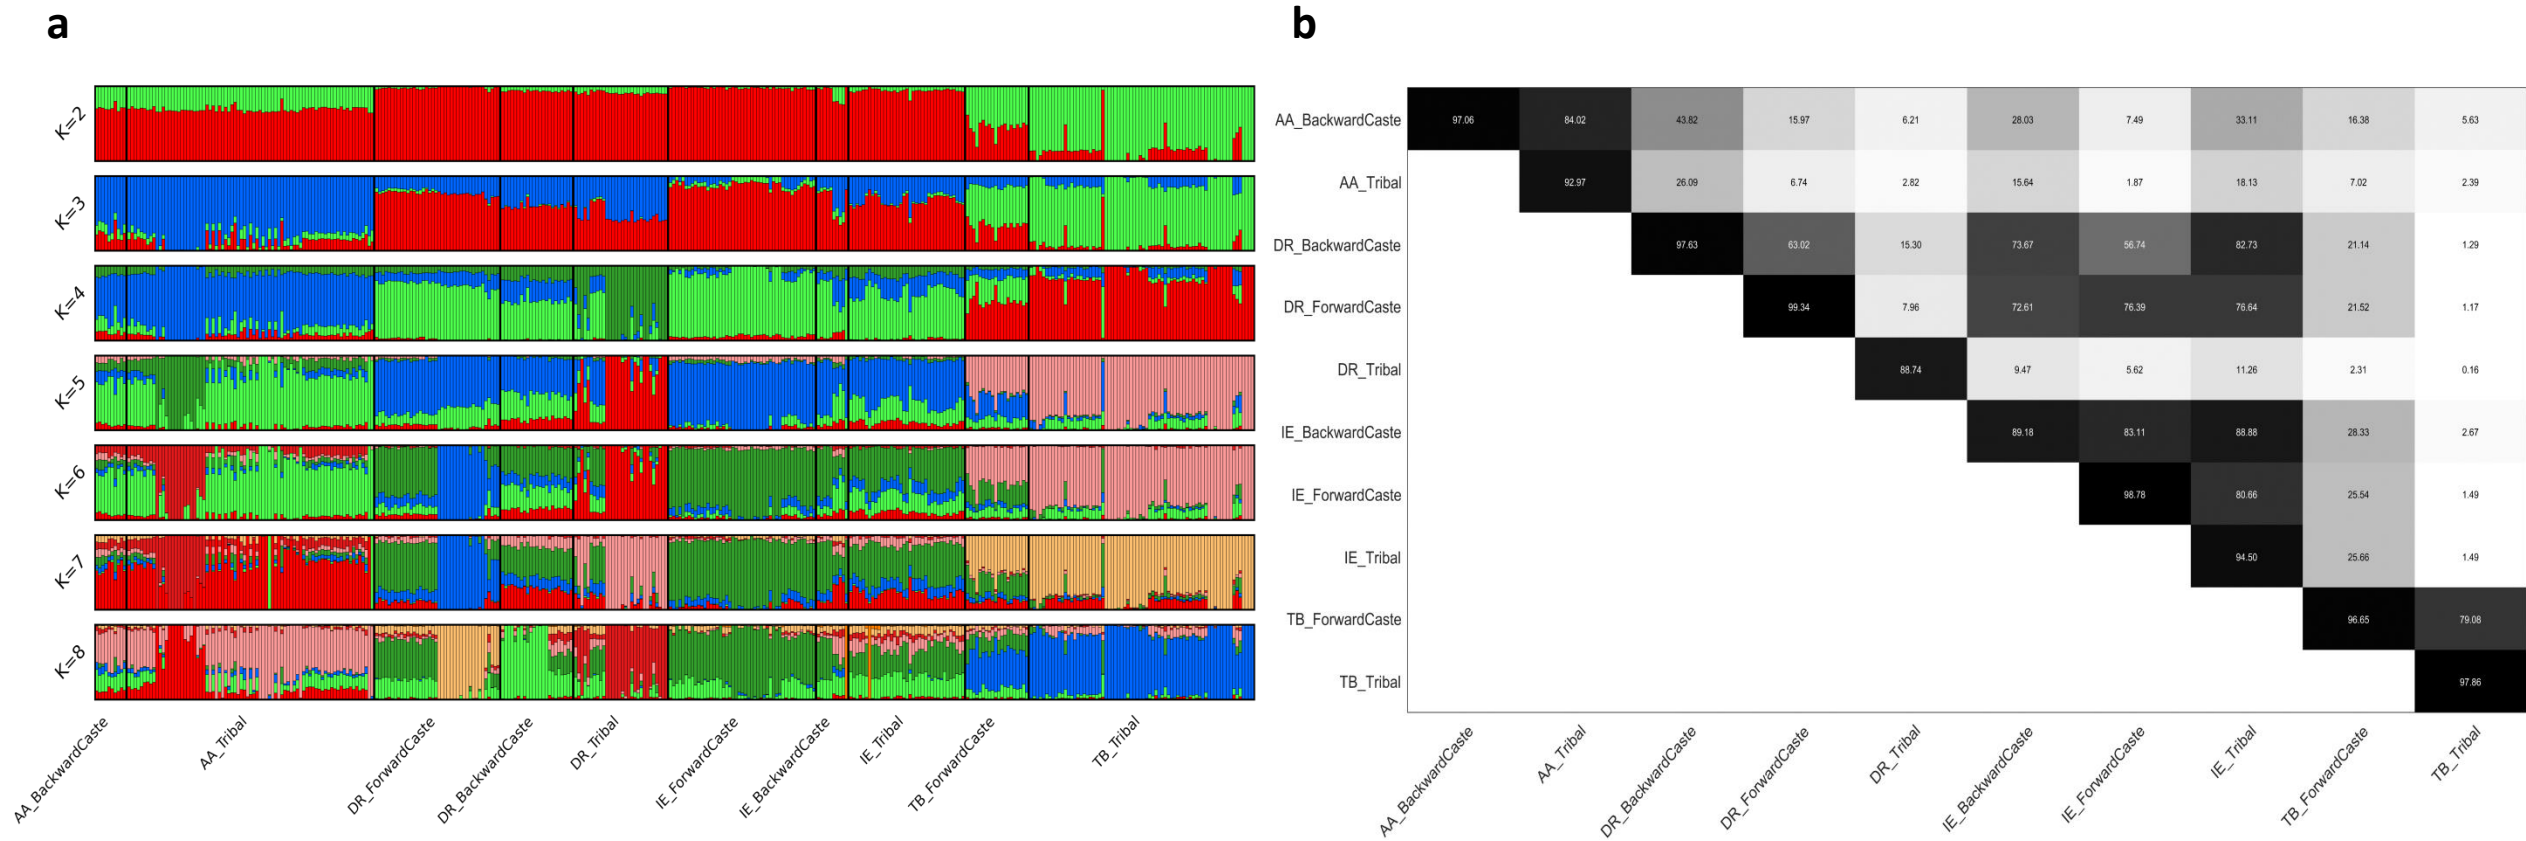 a
K=2
K=3
K=4
K=5
K=6
K=7
K=8
AA_BackwardCaste
AA_Tribal
DR_ForwardCaste
DR_BackwardCaste
DR_Tribal
IE_ForwardCaste
IE_BackwardCaste
IE_Tribal
TB_ForwardCaste
TB_Tribal
b
AA_BackwardCaste 97.06 84.02 43.82 15.97 6.21 28.03 7.49 33.11 16.38 5.63
AA_Tribal 92.97 26.09 6.74 2.82 15.64 1.87 18.13 7.02 2.39
DR_BackwardCaste 97.63 63.02 15.30 73.67 56.74 82.73 21.14 1.29
DR_ForwardCaste 99.34 7.96 72.61 76.39 76.64 21.52 1.17
DR_Tribal 88.74 9.47 5.62 11.26 2.31 0.16
IE_BackwardCaste 89.18 83.11 88.88 28.33 2.67
IE_ForwardCaste 98.78 80.66 25.54 1.49
IE_Tribal 94.50 25.66 1.49
TB_ForwardCaste 96.65 79.08
TB_Tribal 97.86
AA_BackwardCaste
AA_Tribal
DR_BackwardCaste
DR_ForwardCaste
DR_Tribal
IE_BackwardCaste
IE_ForwardCaste
IE_Tribal
TB_ForwardCaste
TB_Tribal